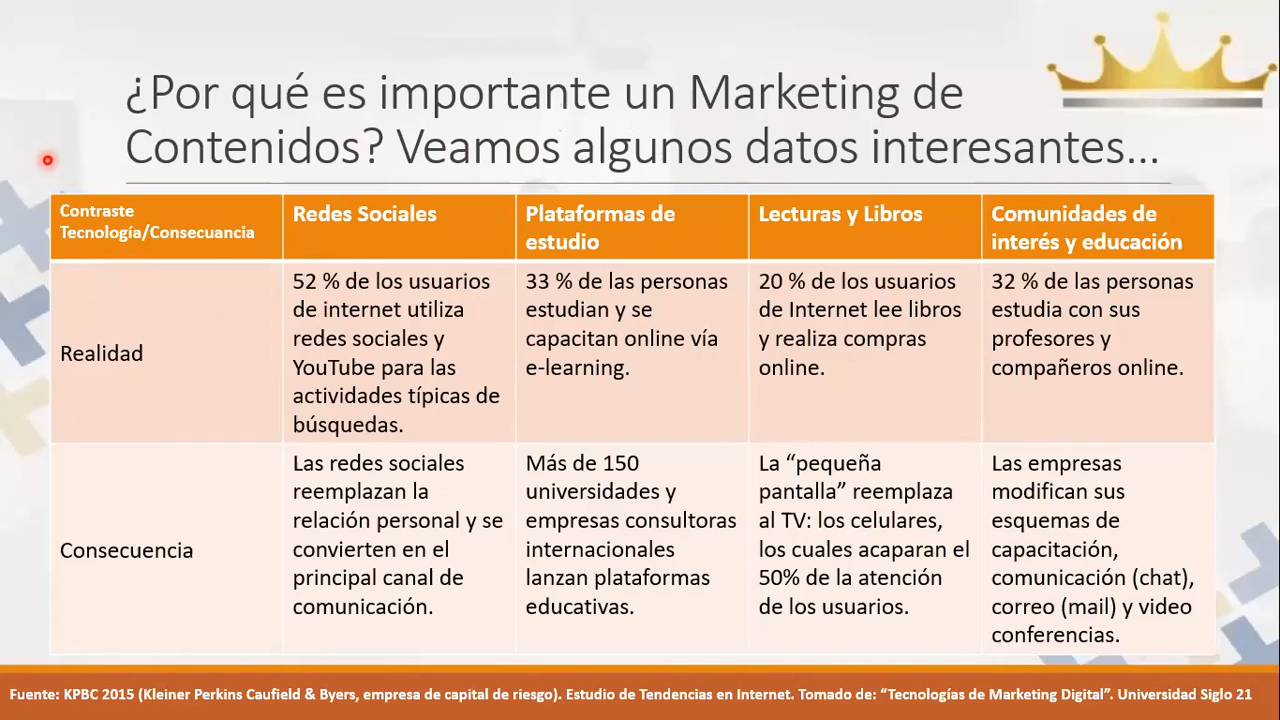 ¿Por qué es importante un Marketing de
Contenidos? Veamos algunos datos interesantes...
Contraste
Tecnología/Consecuancia
Redes Sociales
Plataformas de
estudio
Lecturas y Libros
Comunidades de
interés y educación
Realidad
52 % de los usuarios
de internet utiliza
redes sociales y
YouTube para las
actividades típicas de
búsquedas.
33 % de las personas
estudian y se
capacitan online vía
e-learning.
20 % de los usuarios
de Internet lee libros
y realiza compras
online.
32 % de las personas
estudia con sus
profesores y
compañeros online.
Consecuencia
Las redes sociales
reemplazan la
relación personal y se
convierten en el
principal canal de
comunicación.
Más de 150
universidades y
empresas consultoras
internacionales
lanzan plataformas
educativas.
La “pequeña
pantalla” reemplaza
al TV: los celulares,
los cuales acaparan el
50% de la atención
de los usuarios.
Las empresas
modifican sus
esquemas de
capacitación,
comunicación (chat),
correo (mail) y video
conferencias.
Fuente: KPBC 2015 (Kleiner Perkins Caufield & Byers, empresa de capital de riesgo). Estudio de Tendencias en Internet. Tomado de: “Tecnologías de Marketing Digital”. Universidad Siglo 21